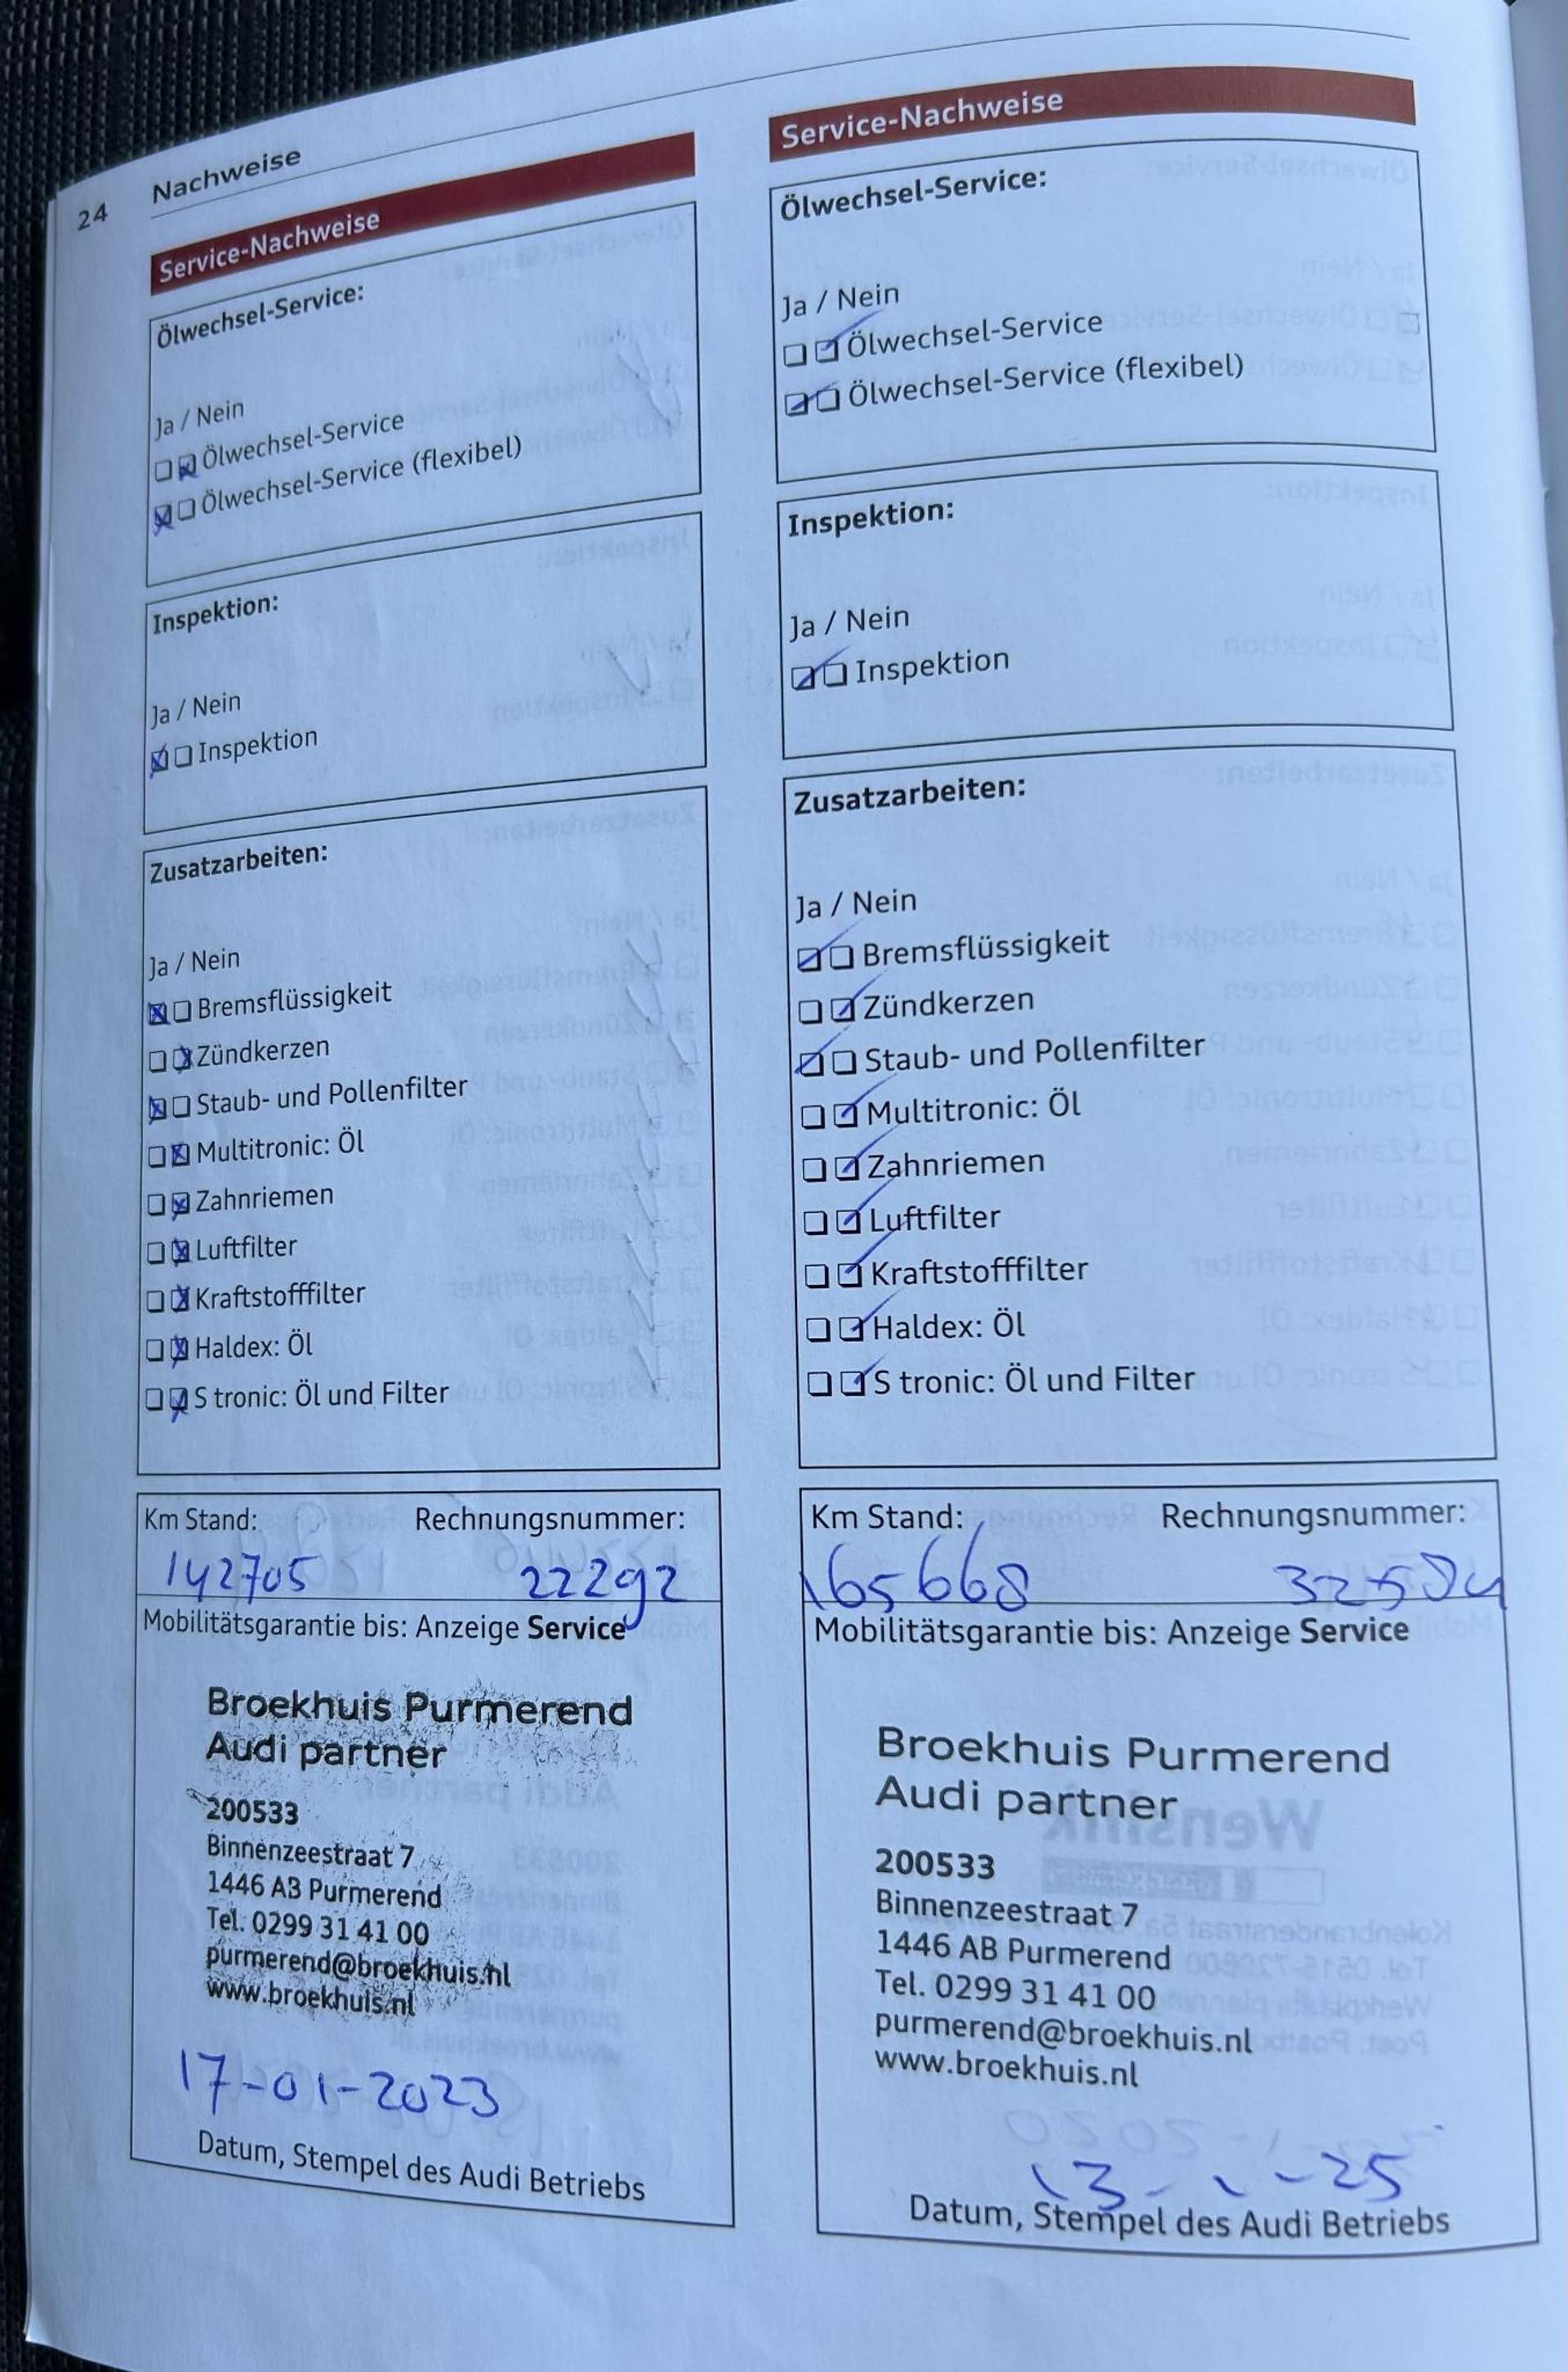 24
Nachweise
Service-Nachweise
Ölwechsel-Service:
Ja / Nein
Ölwechsel-Service
Ölwechsel-Service (flexibel)
Inspektion:
Ja / Nein
Inspektion
Zusatzarbeiten:
Ja / Nein
Bremsflüssigkeit
Zündkerzen
Staub- und Pollenfilter
Multitronic: Öl
Zahnriemen
Luftfilter
Kraftstofffilter
Haldex: Öl
S tronic: Öl und Filter
Km Stand: Rechnungsnummer:
142705 22292
Mobilitätsgarantie bis: Anzeige Service
Broekhuis Purmerend
Audi partner
200533
Binnenzeestraat 7
1446 AB Purmerend
Tel. 0299 31 41 00
purmerend@broekhuis.nl
www.broekhuis.nl
17-01-2023
Datum, Stempel des Audi Betriebs
Service-Nachweise
Ölwechsel-Service:
Ja / Nein
Ölwechsel-Service
Ölwechsel-Service (flexibel)
Inspektion:
Ja / Nein
Inspektion
Zusatzarbeiten:
Ja / Nein
Bremsflüssigkeit
Zündkerzen
Staub- und Pollenfilter
Multitronic: Öl
Zahnriemen
Luftfilter
Kraftstofffilter
Haldex: Öl
S tronic: Öl und Filter
Km Stand: Rechnungsnummer:
165668 32584
Mobilitätsgarantie bis: Anzeige Service
Broekhuis Purmerend
Audi partner
200533
Binnenzeestraat 7
1446 AB Purmerend
Tel. 0299 31 41 00
purmerend@broekhuis.nl
www.broekhuis.nl
13-1-25
Datum, Stempel des Audi Betriebs